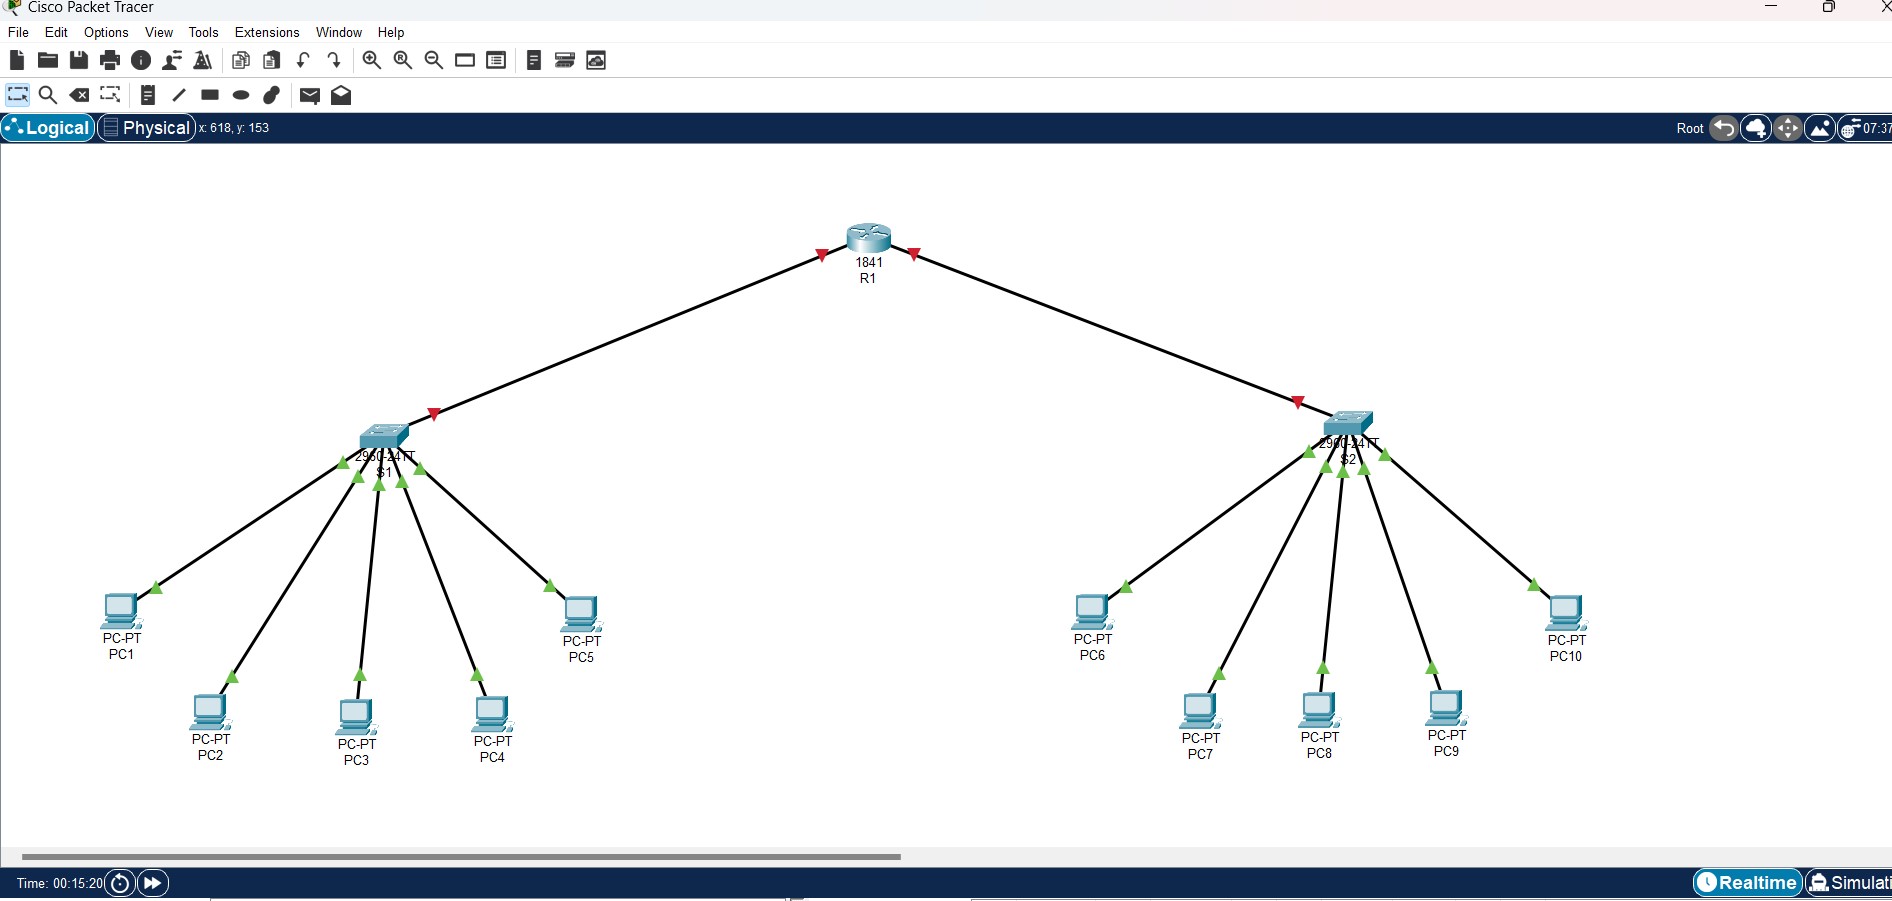 Cisco Packet Tracer
File Edit Options View Tools Extensions Window Help
Logical Physical x: 618, y: 153 Root 07:37
1841
R1
2950-24TT
S1
2960-24TT
S2
PC-PT
PC1
PC-PT
PC2
PC-PT
PC3
PC-PT
PC4
PC-PT
PC5
PC-PT
PC6
PC-PT
PC7
PC-PT
PC8
PC-PT
PC9
PC-PT
PC10
Time: 00:15:20 Realtime Simulati